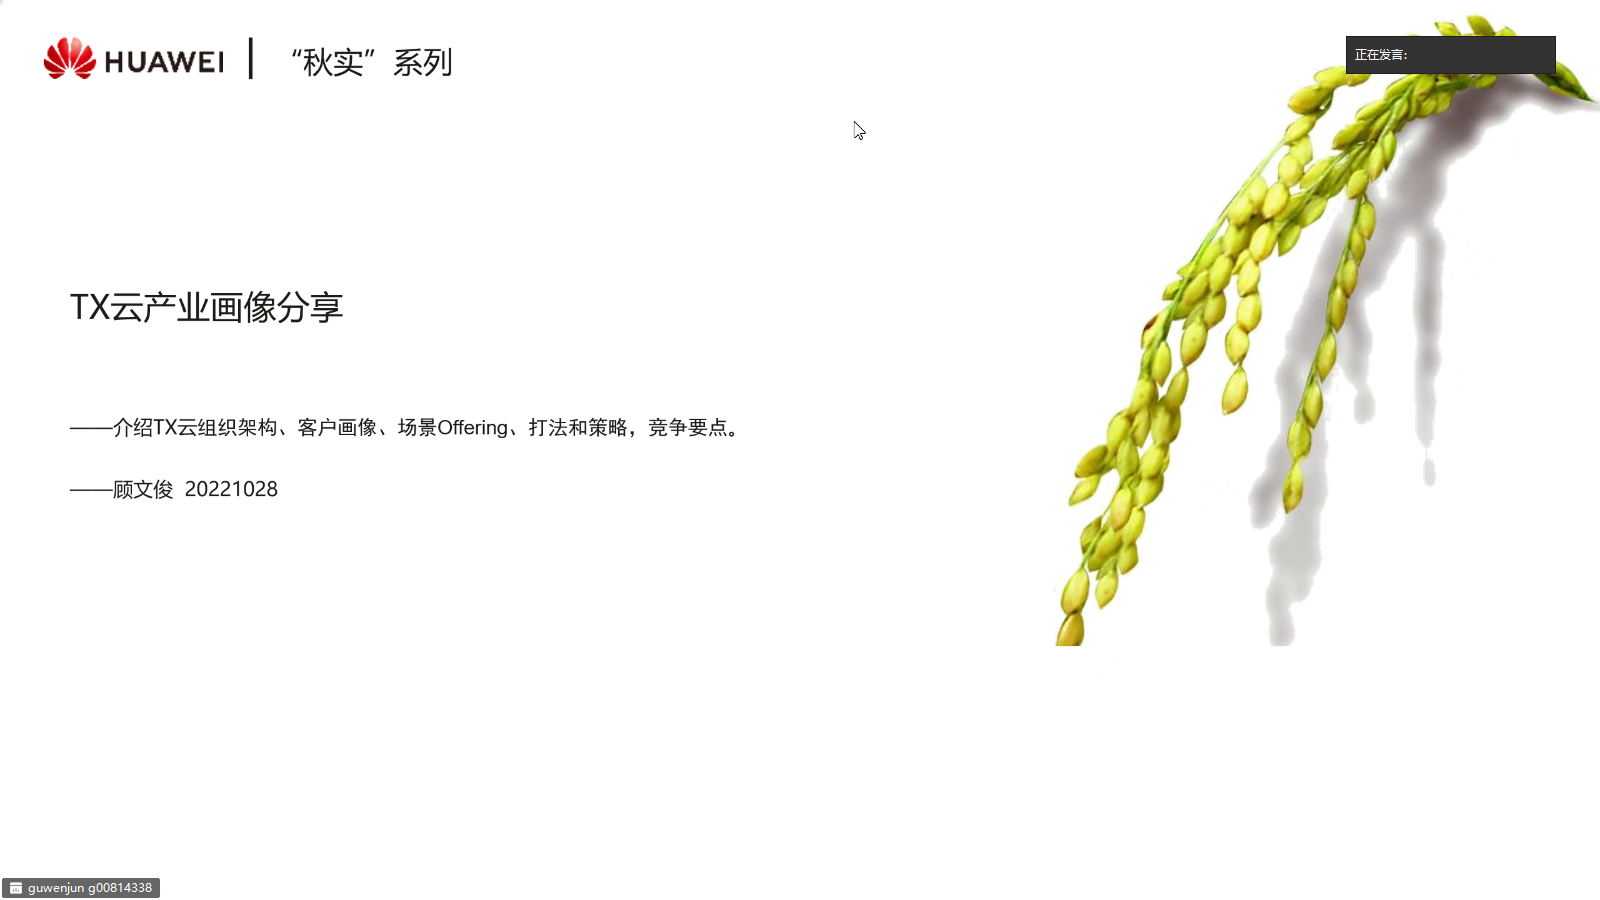 HUAWEI | “秋实”系列
正在发言:
TX云产业画像分享
——介绍TX云组织架构、客户画像、场景Offering、打法和策略，竞争要点。
——顾文俊 20221028
guwenjun g00814338